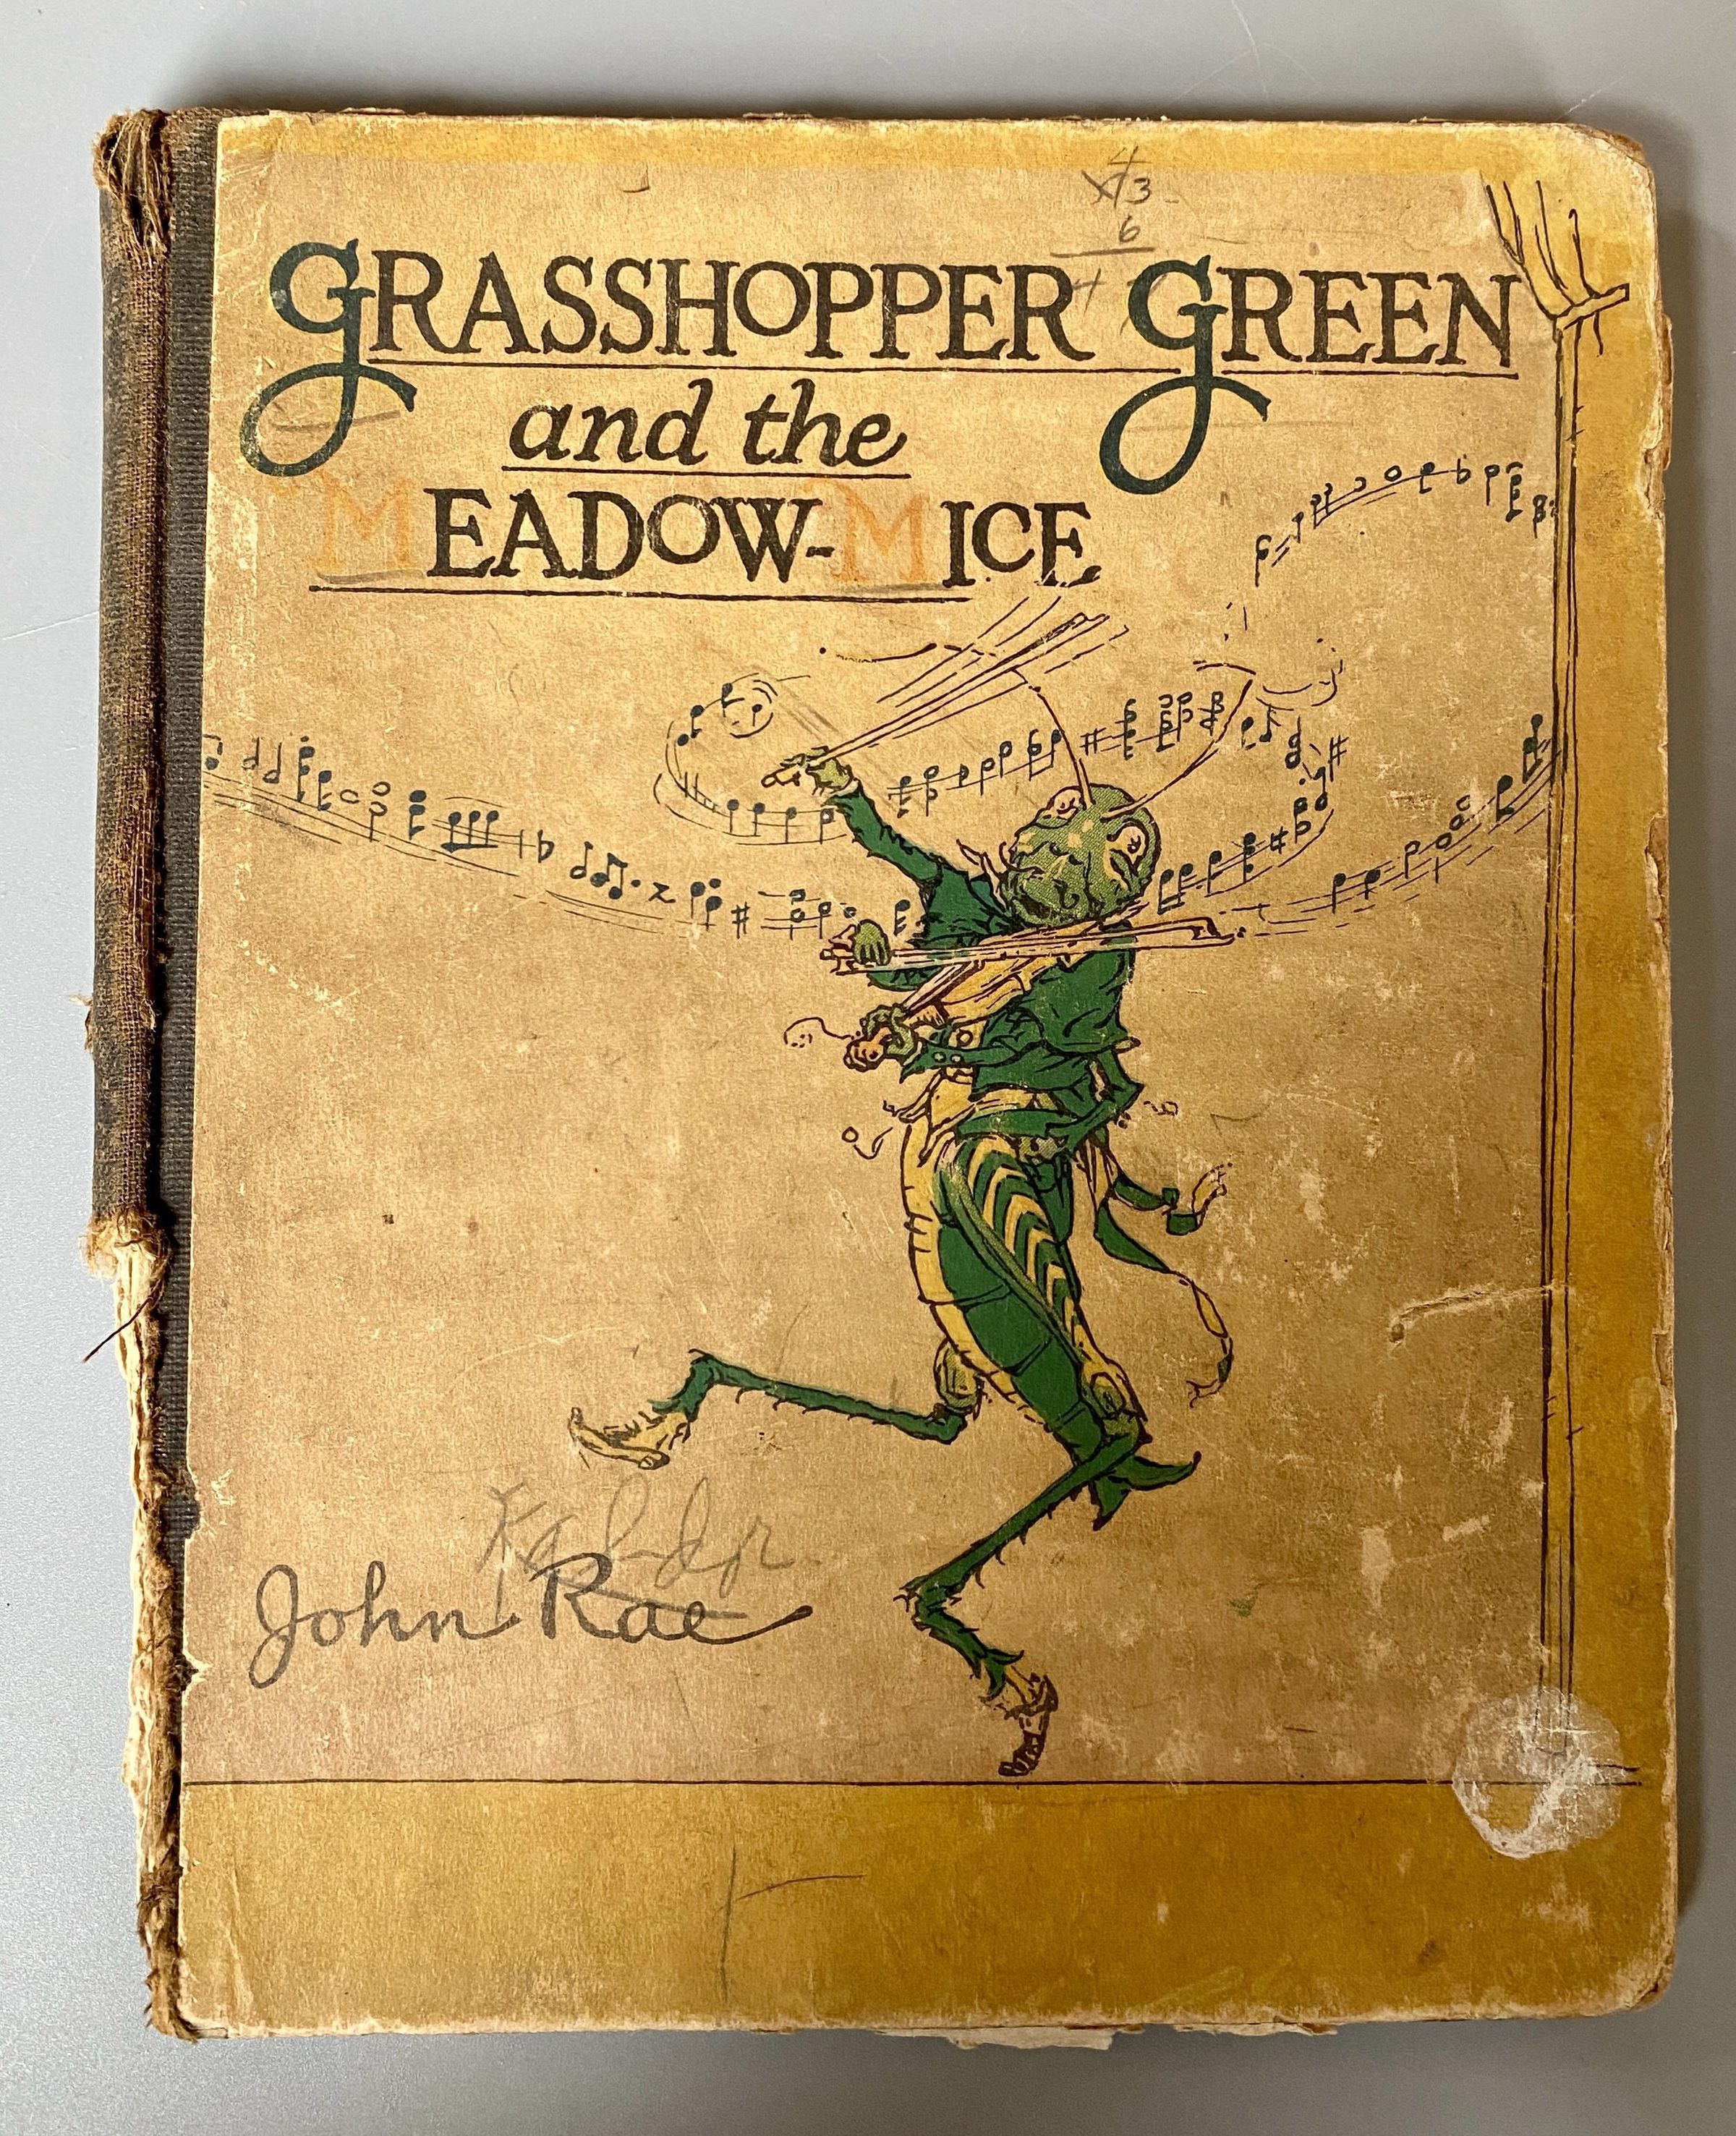 GRASSHOPPER GREEN
and the
MEADOW-MICE
John Rae